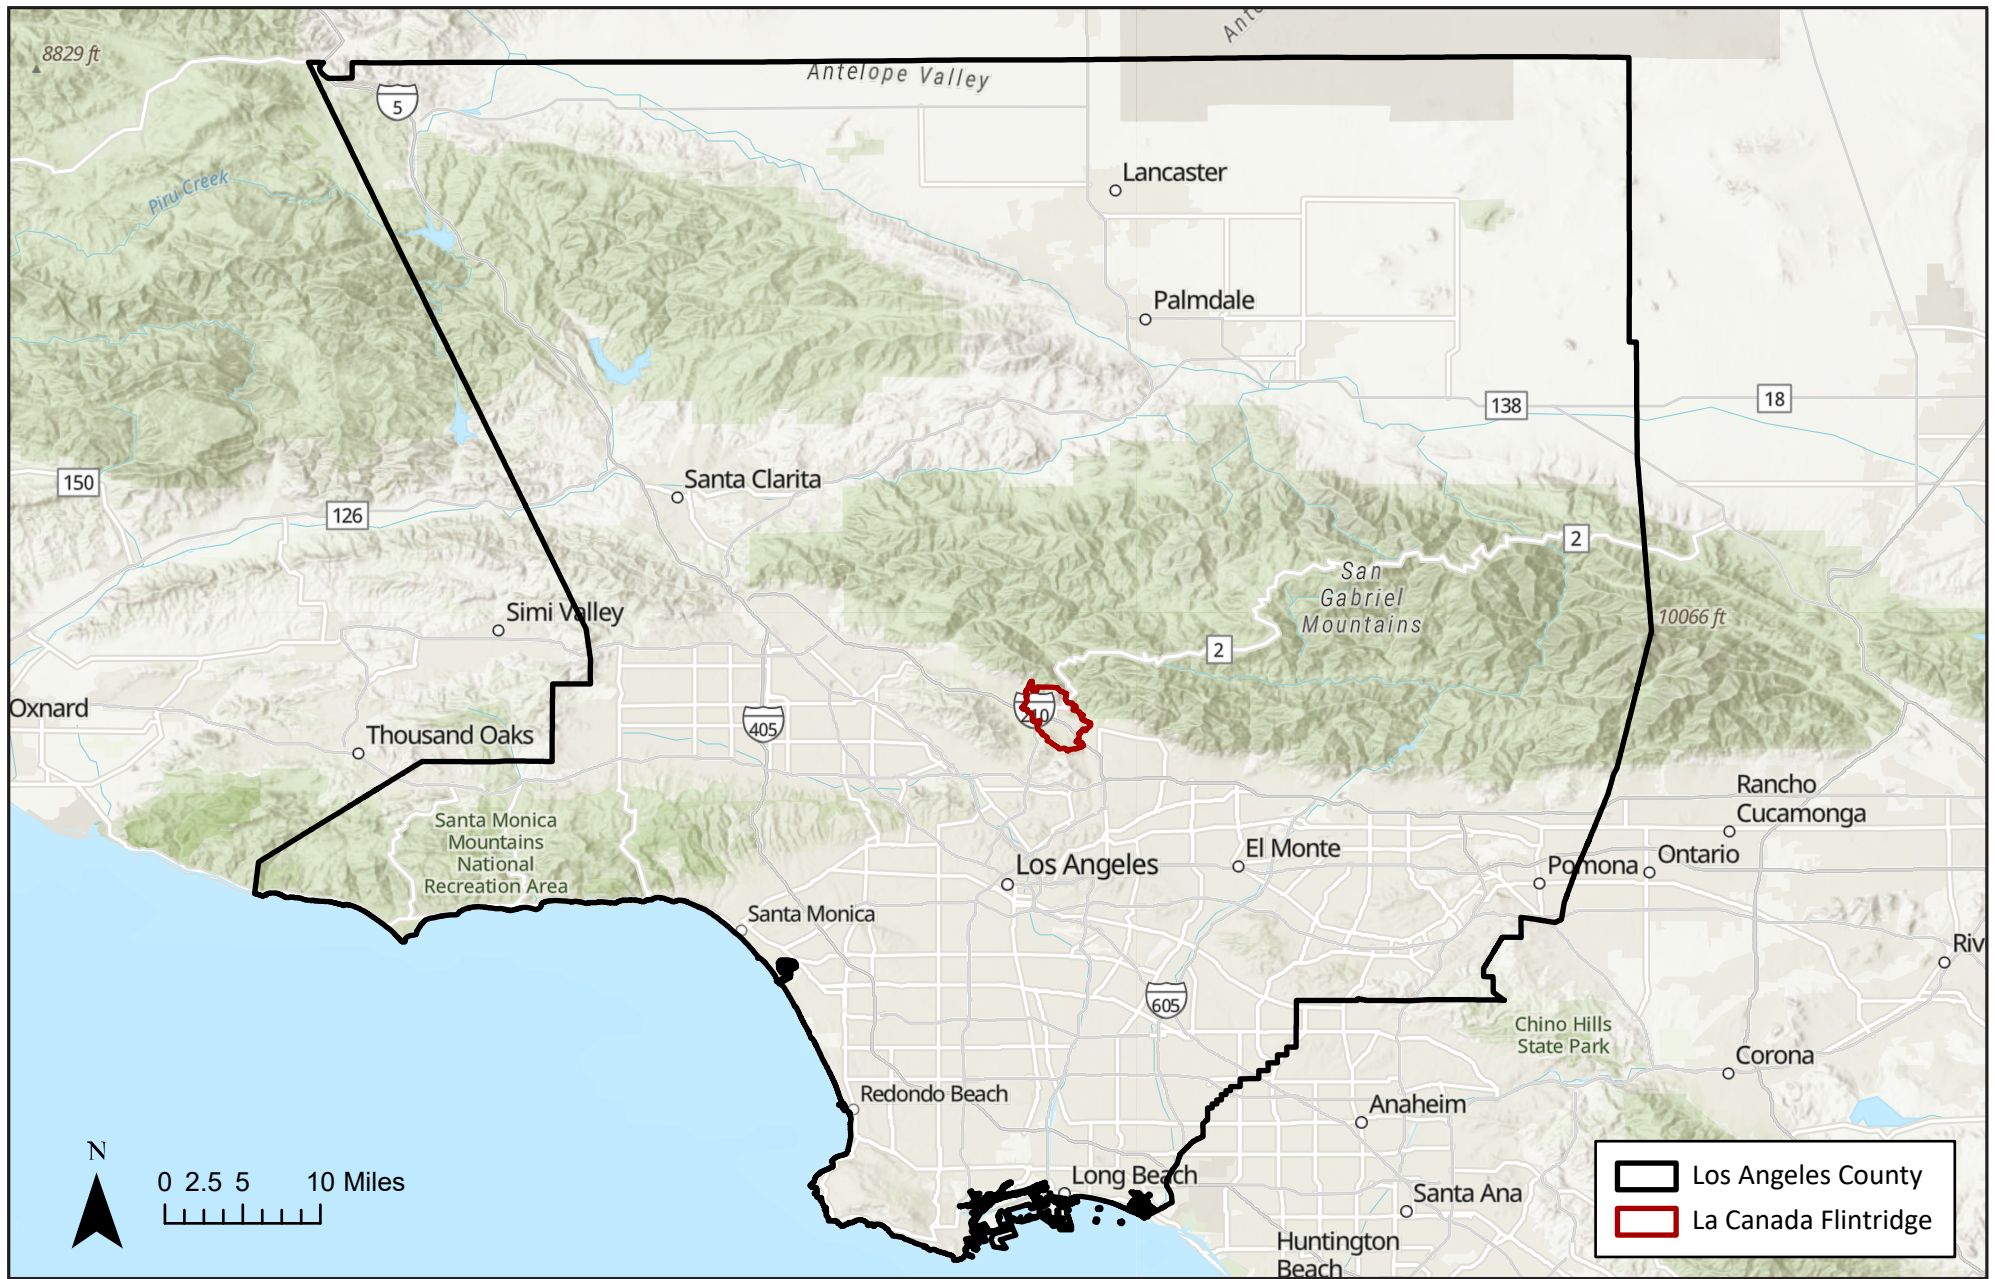 8829 ft
Ante
Antelope Valley
5
Lancaster
Piru Creek
Palmdale
138
18
150
Santa Clarita
126
2
San
Gabriel
Mountains
Simi Valley
10066 ft
2
Oxnard
210
405
Thousand Oaks
Rancho
Cucamonga
Santa Monica
Mountains
National
Recreation Area
Los Angeles
El Monte
Pomona
Ontario
Santa Monica
Riv
605
Chino Hills
State Park
Corona
Redondo Beach
Anaheim
N
0 2.5 5 10 Miles
Long Beach
Santa Ana
Huntington
Beach
Los Angeles County
La Canada Flintridge